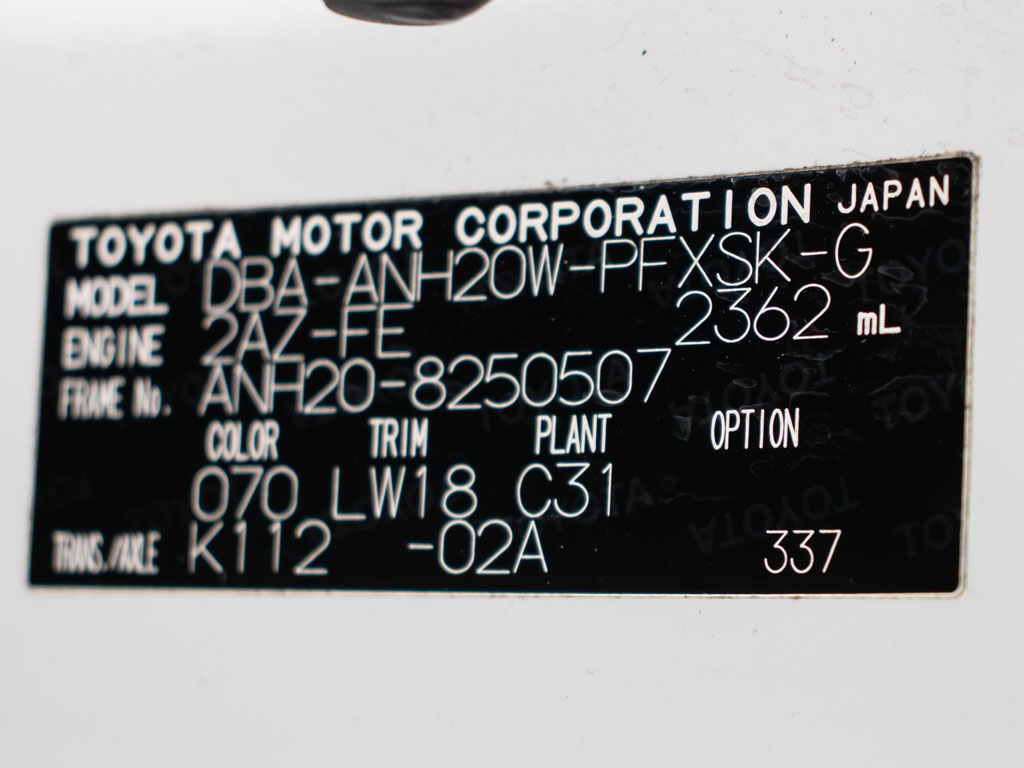 TOYOTA MOTOR CORPORATION JAPAN
MODEL DBA-ANH20W-PFXSK-G
ENGINE 2AZ-FE 2362 mL
FRAME No. ANH20-8250507
COLOR TRIM PLANT OPTION
070 LW18 C31
TRANS./AXLE K112 -02A 337